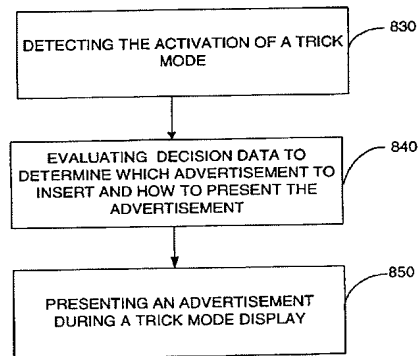 DETECTING THE ACTIVATION OF A TRICK
MODE
830
EVALUATING DECISION DATA TO
DETERMINE WHICH ADVERTISEMENT TO
INSERT AND HOW TO PRESENT THE
ADVERTISEMENT
840
PRESENTING AN ADVERTISEMENT
DURING A TRICK MODE DISPLAY
850